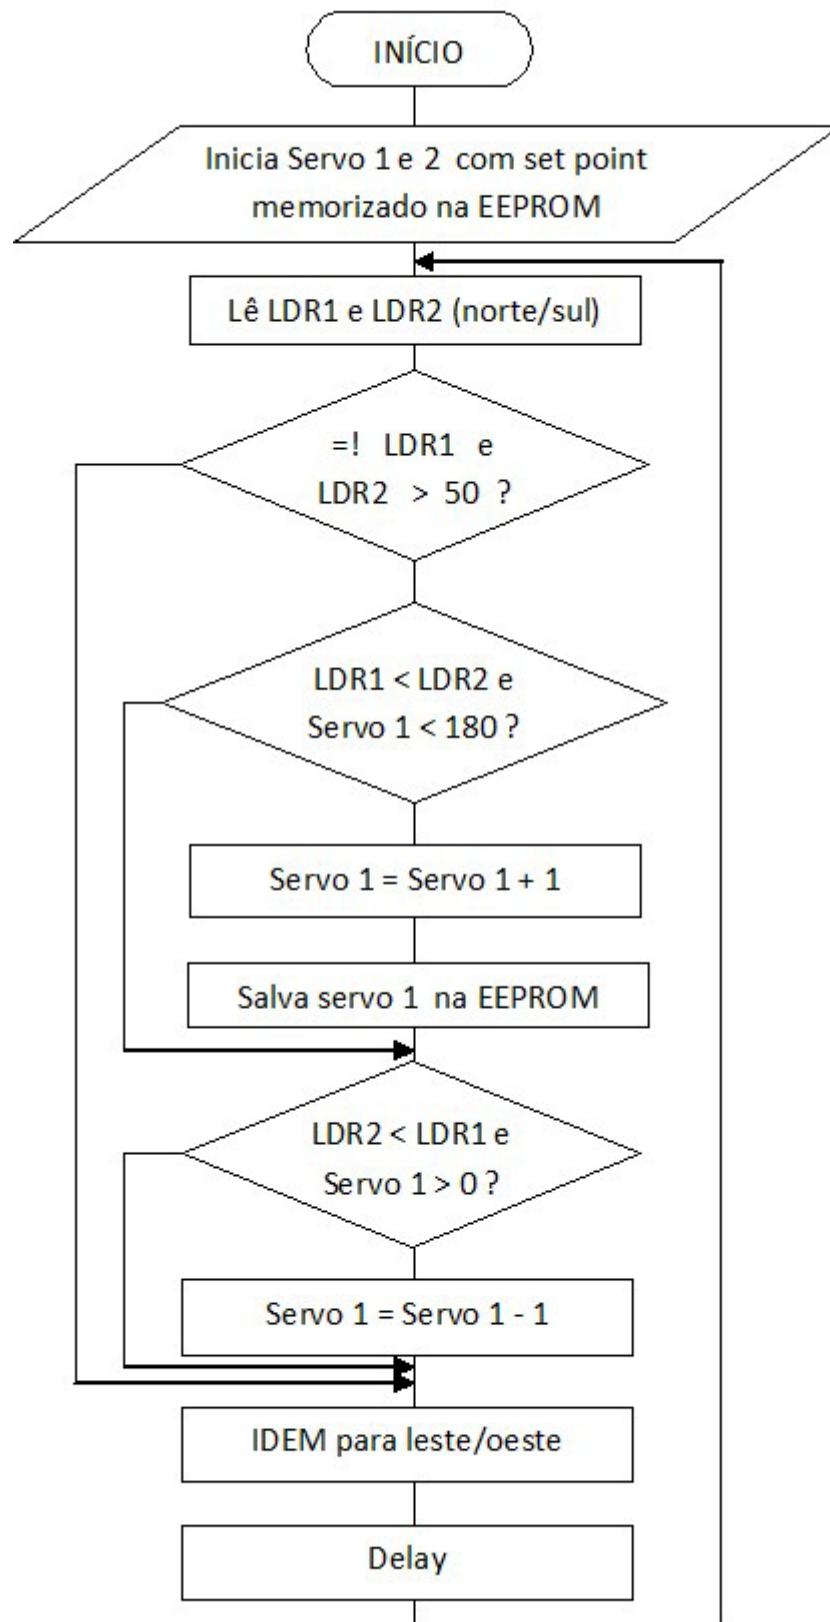 INÍCIO
Inicia Servo 1 e 2 com set point
memorizado na EEPROM
Lê LDR1 e LDR2 (norte/sul)
=! LDR1 e
LDR2 > 50 ?
LDR1 < LDR2 e
Servo 1 < 180 ?
Servo 1 = Servo 1 + 1
Salva servo 1 na EEPROM
LDR2 < LDR1 e
Servo 1 > 0 ?
Servo 1 = Servo 1 - 1
IDEM para leste/oeste
Delay